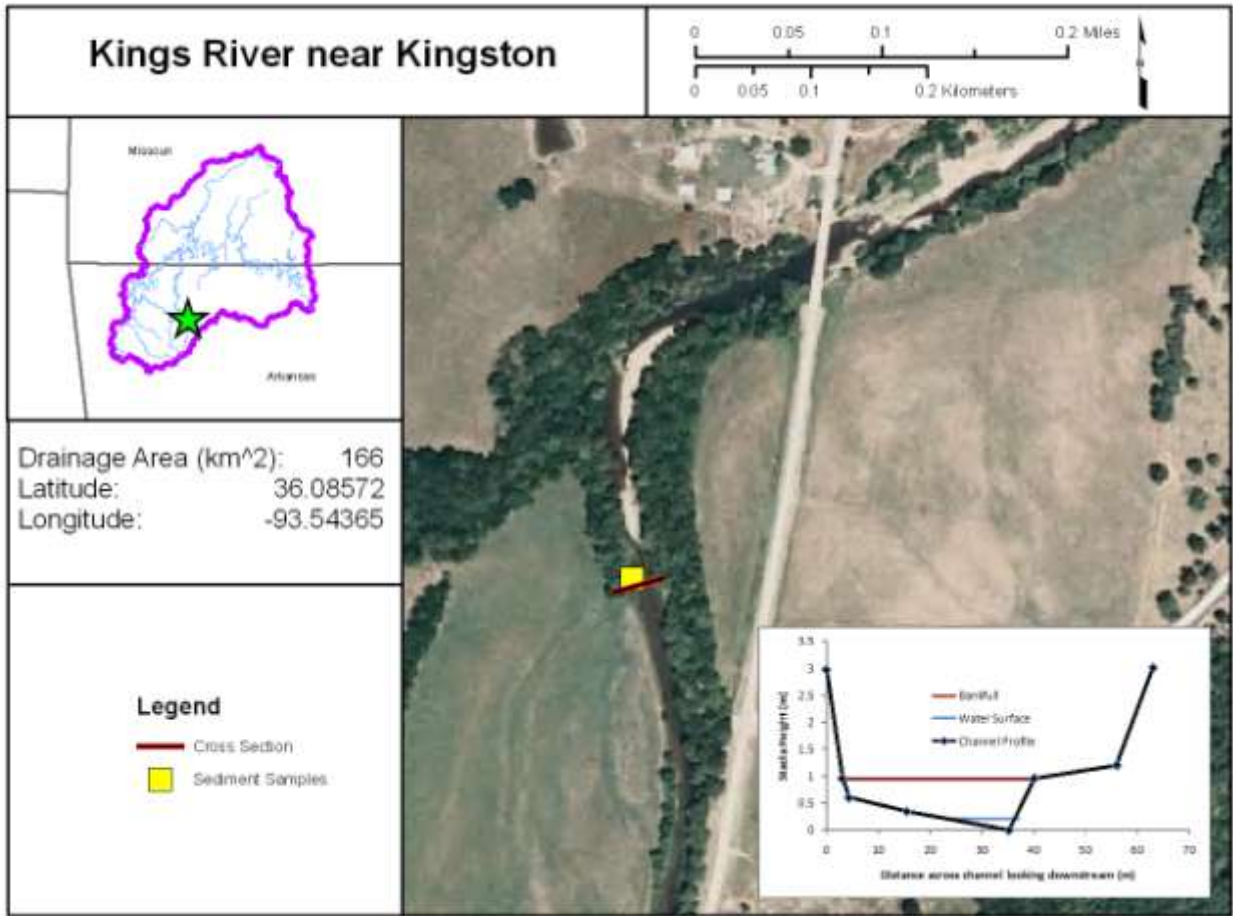 Kings River near Kingston
0 0.05 0.1 0.2 Miles
0 0.05 0.1 0.2 Kilometers
N
Missouri
Arkansas
Drainage Area (km^2): 166
Latitude: 36.08572
Longitude: -93.54365
Legend
Cross Section
Sediment Samples
3.5
3
2.5
2
1.5
1
0.5
0
Height (m)
Bankfull
Water Surface
Channel Profile
0 10 20 30 40 50 60 70
Distance across channel looking downstream (m)